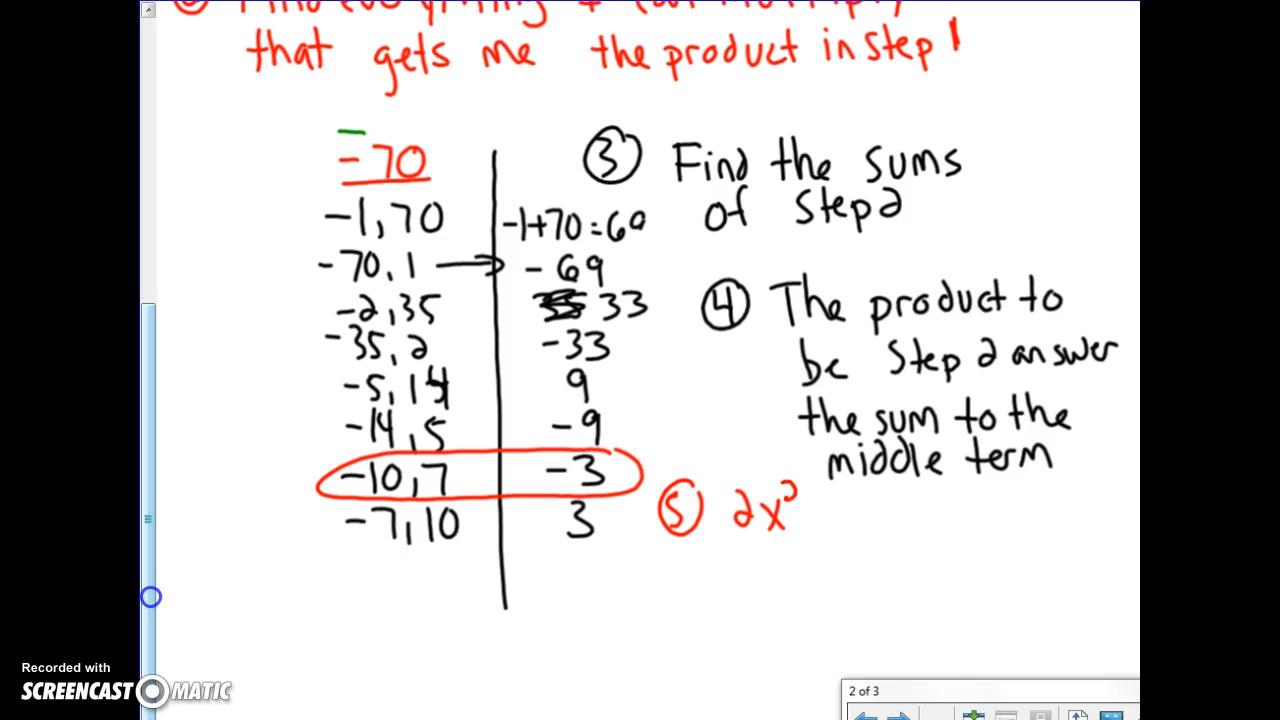 that gets me the product in step 1
-70
-1,70
-70,1
-2,35
-35,2
-5,14
-14,5
-10,7
-7,10
-1+70=69
-69
33
-33
9
-9
-3
3
③ Find the sums
of Step 2
④ The product to
be Step 2 answer
the sum to the
middle term
⑤ 2x²
Recorded with
SCREENCAST MATIC
2 of 3